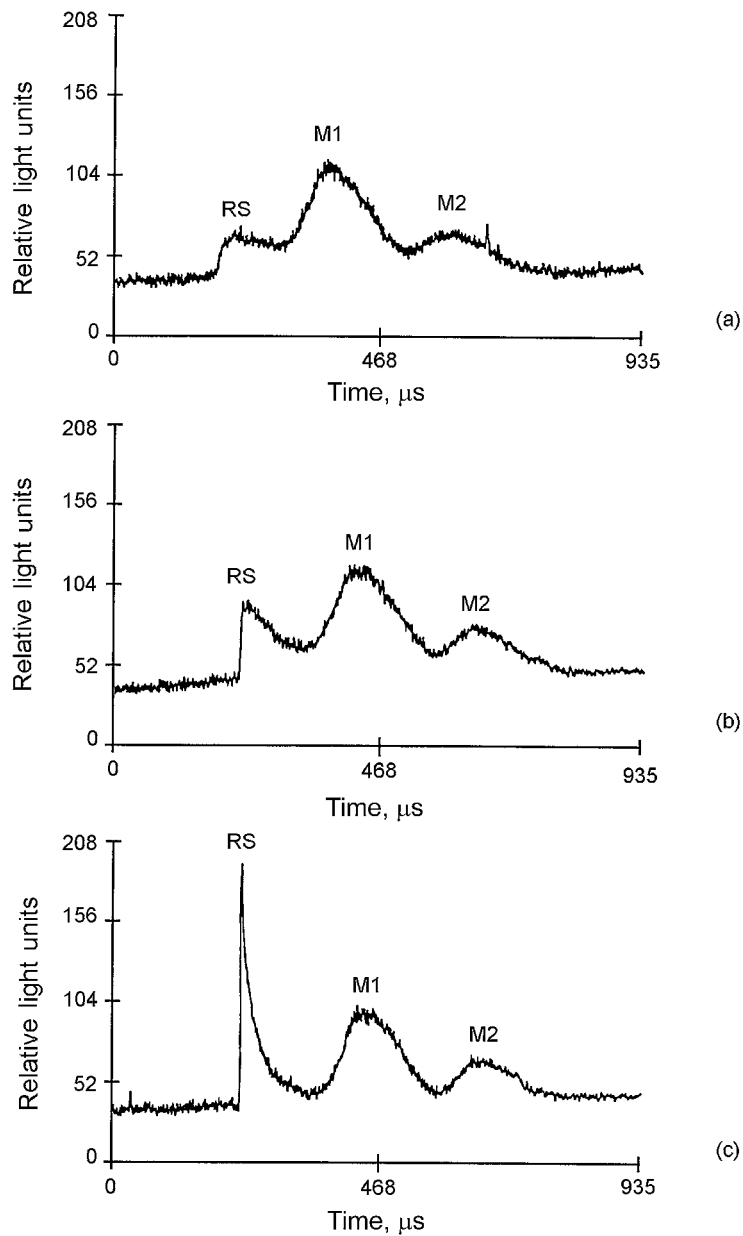 208
156
104
52
0
Relative light units
RS
M1
M2
0
468
935
Time, μs
(a)
208
156
104
52
0
Relative light units
RS
M1
M2
0
468
935
Time, μs
(b)
208
156
104
52
0
Relative light units
RS
M1
M2
0
468
935
Time, μs
(c)